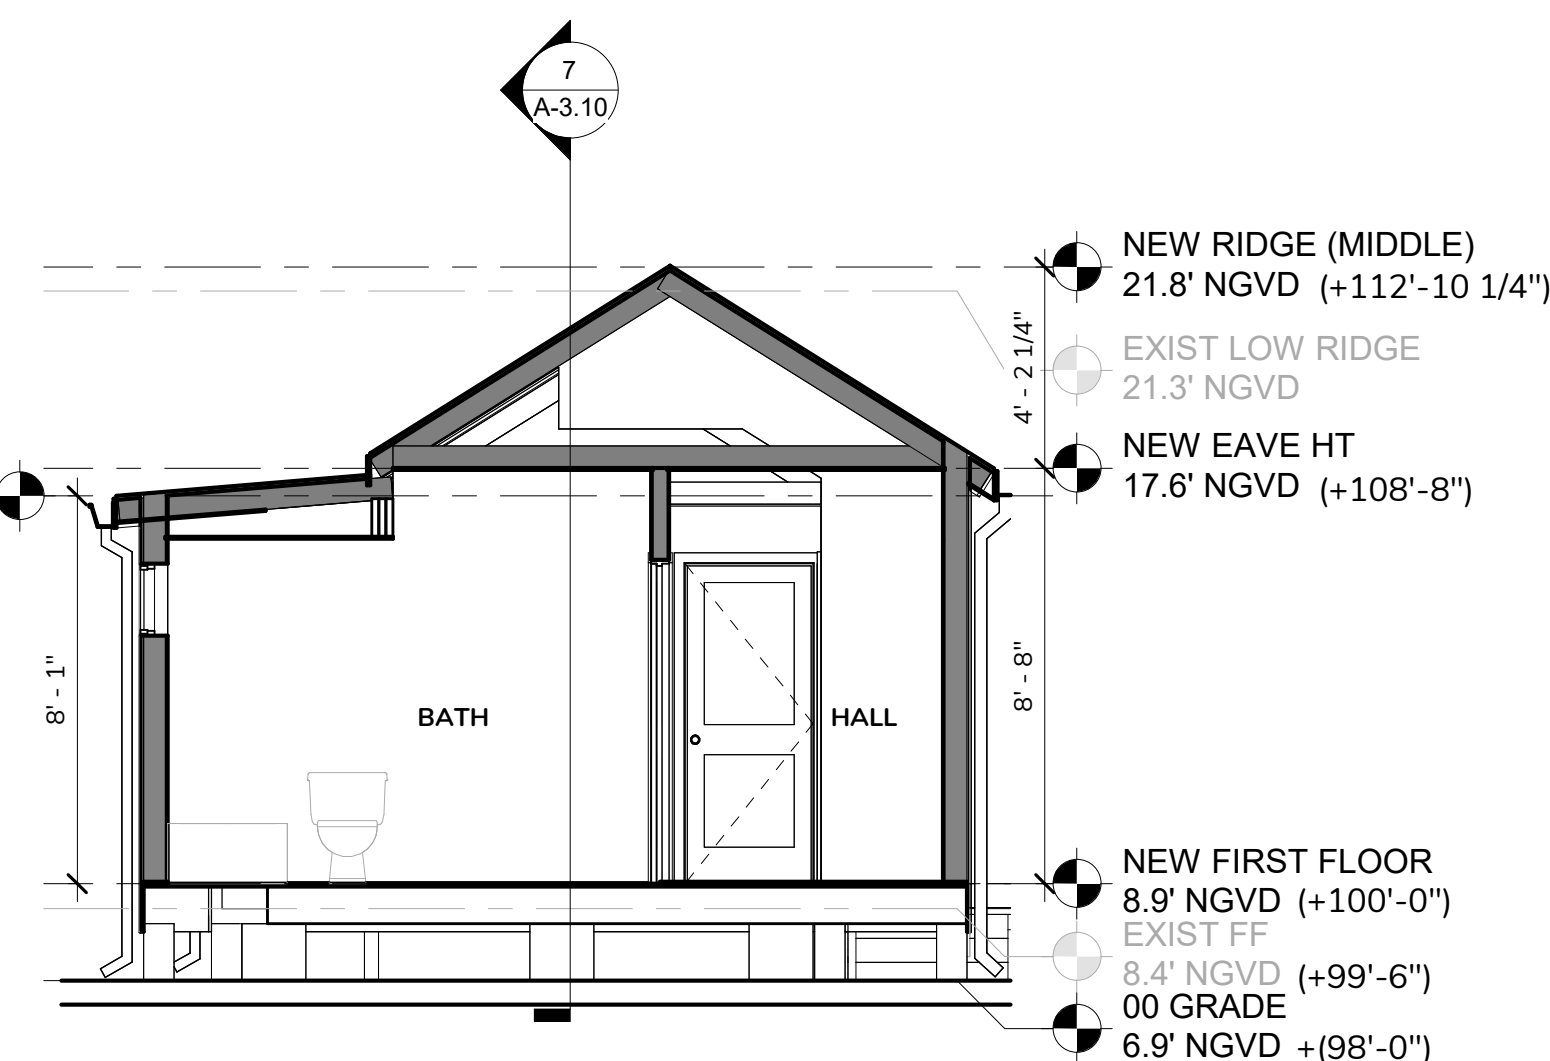 7
A-3.10
NEW RIDGE (MIDDLE)
21.8' NGVD (+112'-10 1/4")
4' - 2 1/4"
EXIST LOW RIDGE
21.3' NGVD
NEW EAVE HT
17.6' NGVD (+108'-8")
8' - 1"
BATH
HALL
8' - 8"
NEW FIRST FLOOR
8.9' NGVD (+100'-0")
EXIST FF
8.4' NGVD (+99'-6")
00 GRADE
6.9' NGVD +(98'-0")